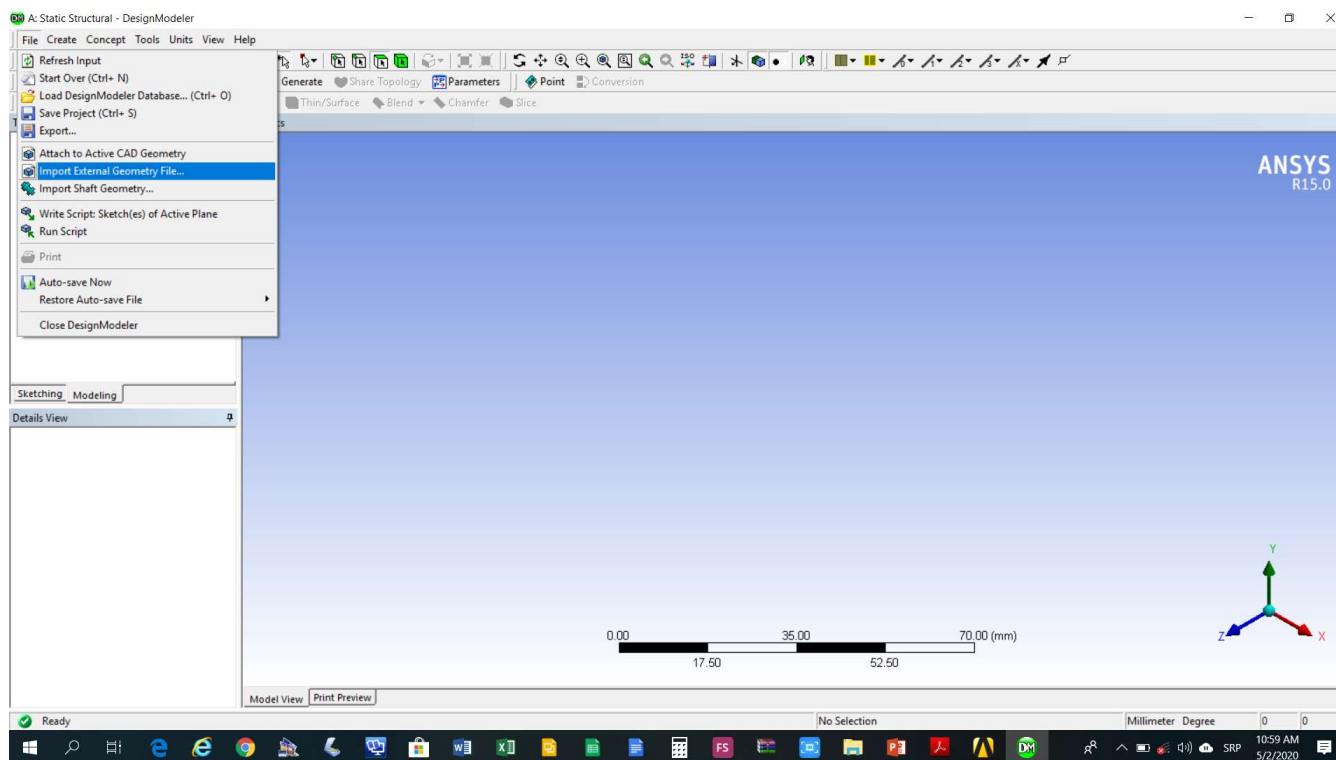 A: Static Structural - DesignModeler
File Create Concept Tools Units View Help
Refresh Input
Start Over (Ctrl+ N)
Load DesignModeler Database... (Ctrl+ O)
Save Project (Ctrl+ S)
Export...
Attach to Active CAD Geometry
Import External Geometry File...
Import Shaft Geometry...
Write Script: Sketch(es) of Active Plane
Run Script
Print
Auto-save Now
Restore Auto-save File
Close DesignModeler
Generate Share Topology Parameters Point Conversion
Thin/Surface Blend Chamfer Slice
ANSYS
R15.0
Sketching Modeling
Details View
Y
Z X
0.00 35.00 70.00 (mm)
17.50 52.50
Model View Print Preview
Ready No Selection Millimeter Degree 0 0
FS DM SRP 10:59 AM
5/2/2020